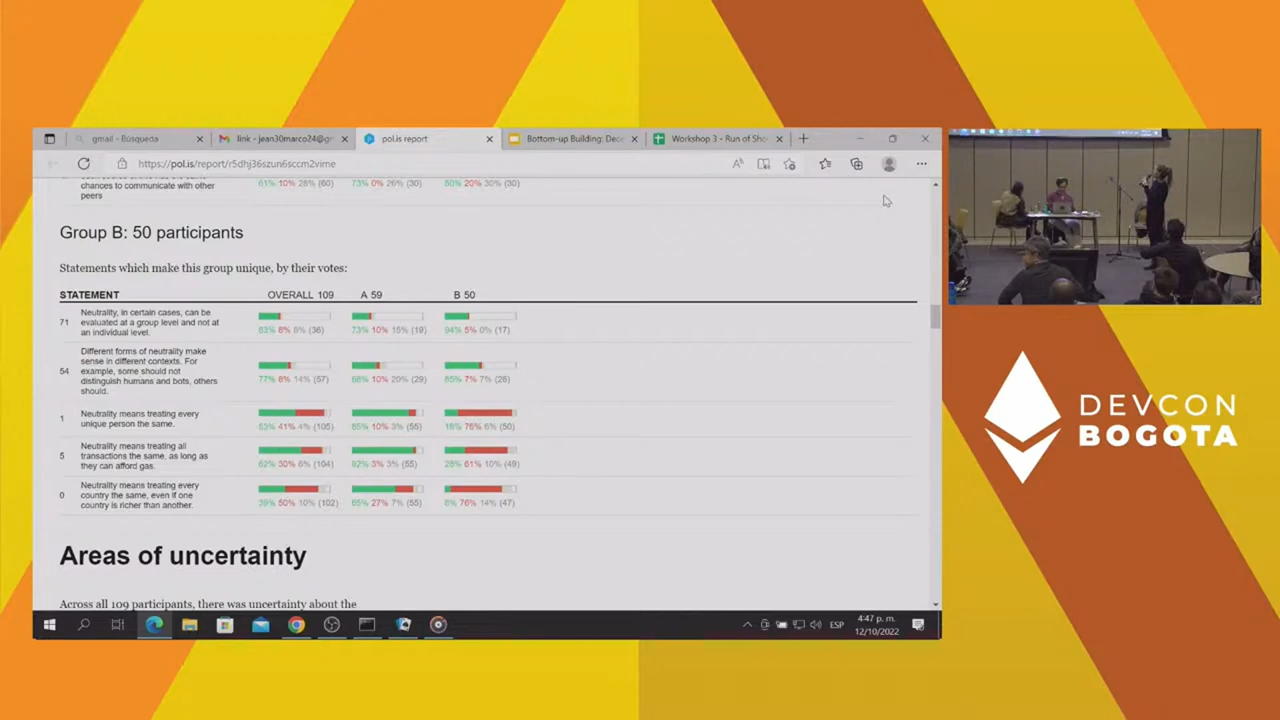 gmail - Búsqueda
link - jean30marco24@gm
pol.is report
Bottom-up Building: Dece
Workshop 3 - Run of Sho
https://pol.is/report/r5dhj36szun6sccm2vime
chances to communicate with other
peers
61% 10% 28% (60)
73% 0% 26% (30)
50% 20% 30% (30)
Group B: 50 participants
Statements which make this group unique, by their votes:
STATEMENT OVERALL 109 A 59 B 50
71
Neutrality, in certain cases, can be
evaluated at a group level and not at
an individual level.
83% 8% 8% (36)
73% 10% 15% (19)
94% 5% 0% (17)
54
Different forms of neutrality make
sense in different contexts. For
example, some should not
distinguish humans and bots, others
should.
77% 8% 14% (57)
68% 10% 20% (29)
85% 7% 7% (28)
1
Neutrality means treating every
unique person the same.
53% 41% 4% (105)
85% 10% 3% (55)
18% 76% 6% (50)
5
Neutrality means treating all
transactions the same, as long as
they can afford gas.
62% 30% 6% (104)
92% 3% 3% (55)
28% 61% 10% (49)
0
Neutrality means treating every
country the same, even if one
country is richer than another.
39% 50% 10% (102)
65% 27% 7% (55)
8% 76% 14% (47)
Areas of uncertainty
Across all 109 participants, there was uncertainty about the
ESP
4:47 p. m.
12/10/2022
DEVCON
BOGOTA